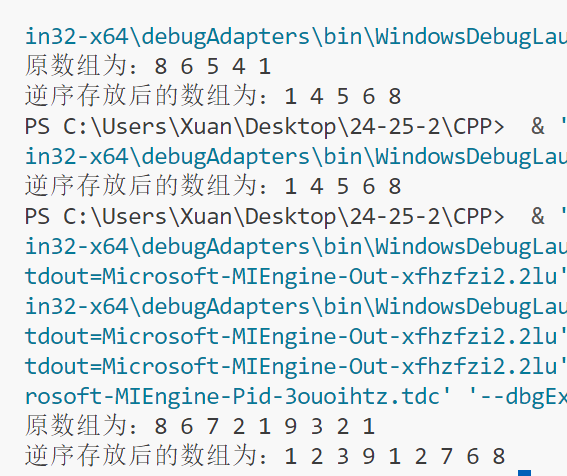 in32-x64\debugAdapters\bin\WindowsDebugLau
原数组为：8 6 5 4 1
逆序存放后的数组为：1 4 5 6 8
PS C:\Users\Xuan\Desktop\24-25-2\CPP>  & '
in32-x64\debugAdapters\bin\WindowsDebugLau
逆序存放后的数组为：1 4 5 6 8
PS C:\Users\Xuan\Desktop\24-25-2\CPP>  & '
in32-x64\debugAdapters\bin\WindowsDebugLau
tdout=Microsoft-MIEngine-Out-xfhzfzi2.2lu'
in32-x64\debugAdapters\bin\WindowsDebugLau
tdout=Microsoft-MIEngine-Out-xfhzfzi2.2lu'
tdout=Microsoft-MIEngine-Out-xfhzfzi2.2lu'
rosoft-MIEngine-Pid-3ouoihtz.tdc' '--dbgEx
原数组为：8 6 7 2 1 9 3 2 1
逆序存放后的数组为：1 2 3 9 1 2 7 6 8